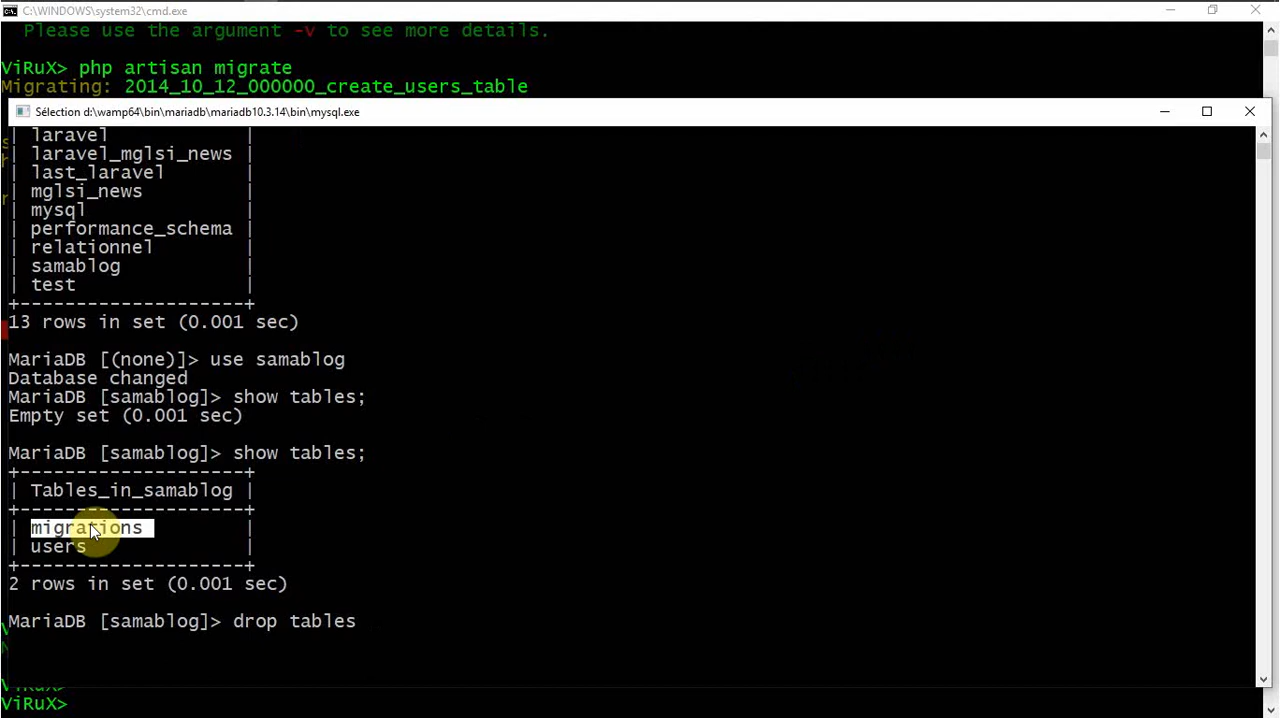 C:\WINDOWS\system32\cmd.exe
Please use the argument -v to see more details.
ViRuX> php artisan migrate
Migrating: 2014_10_12_000000_create_users_table
Sélection d:\wamp64\bin\mariadb\mariadb10.3.14\bin\mysql.exe
| laravel |
| laravel_mglsi_news |
| last_laravel |
| mglsi_news |
| mysql |
| performance_schema |
| relationnel |
| samablog |
| test |
+--------------------+
13 rows in set (0.001 sec)
MariaDB [(none)]> use samablog
Database changed
MariaDB [samablog]> show tables;
Empty set (0.001 sec)
MariaDB [samablog]> show tables;
+--------------------+
| Tables_in_samablog |
+--------------------+
| migrations |
| users |
+--------------------+
2 rows in set (0.001 sec)
MariaDB [samablog]> drop tables
ViRuX>
ViRuX>